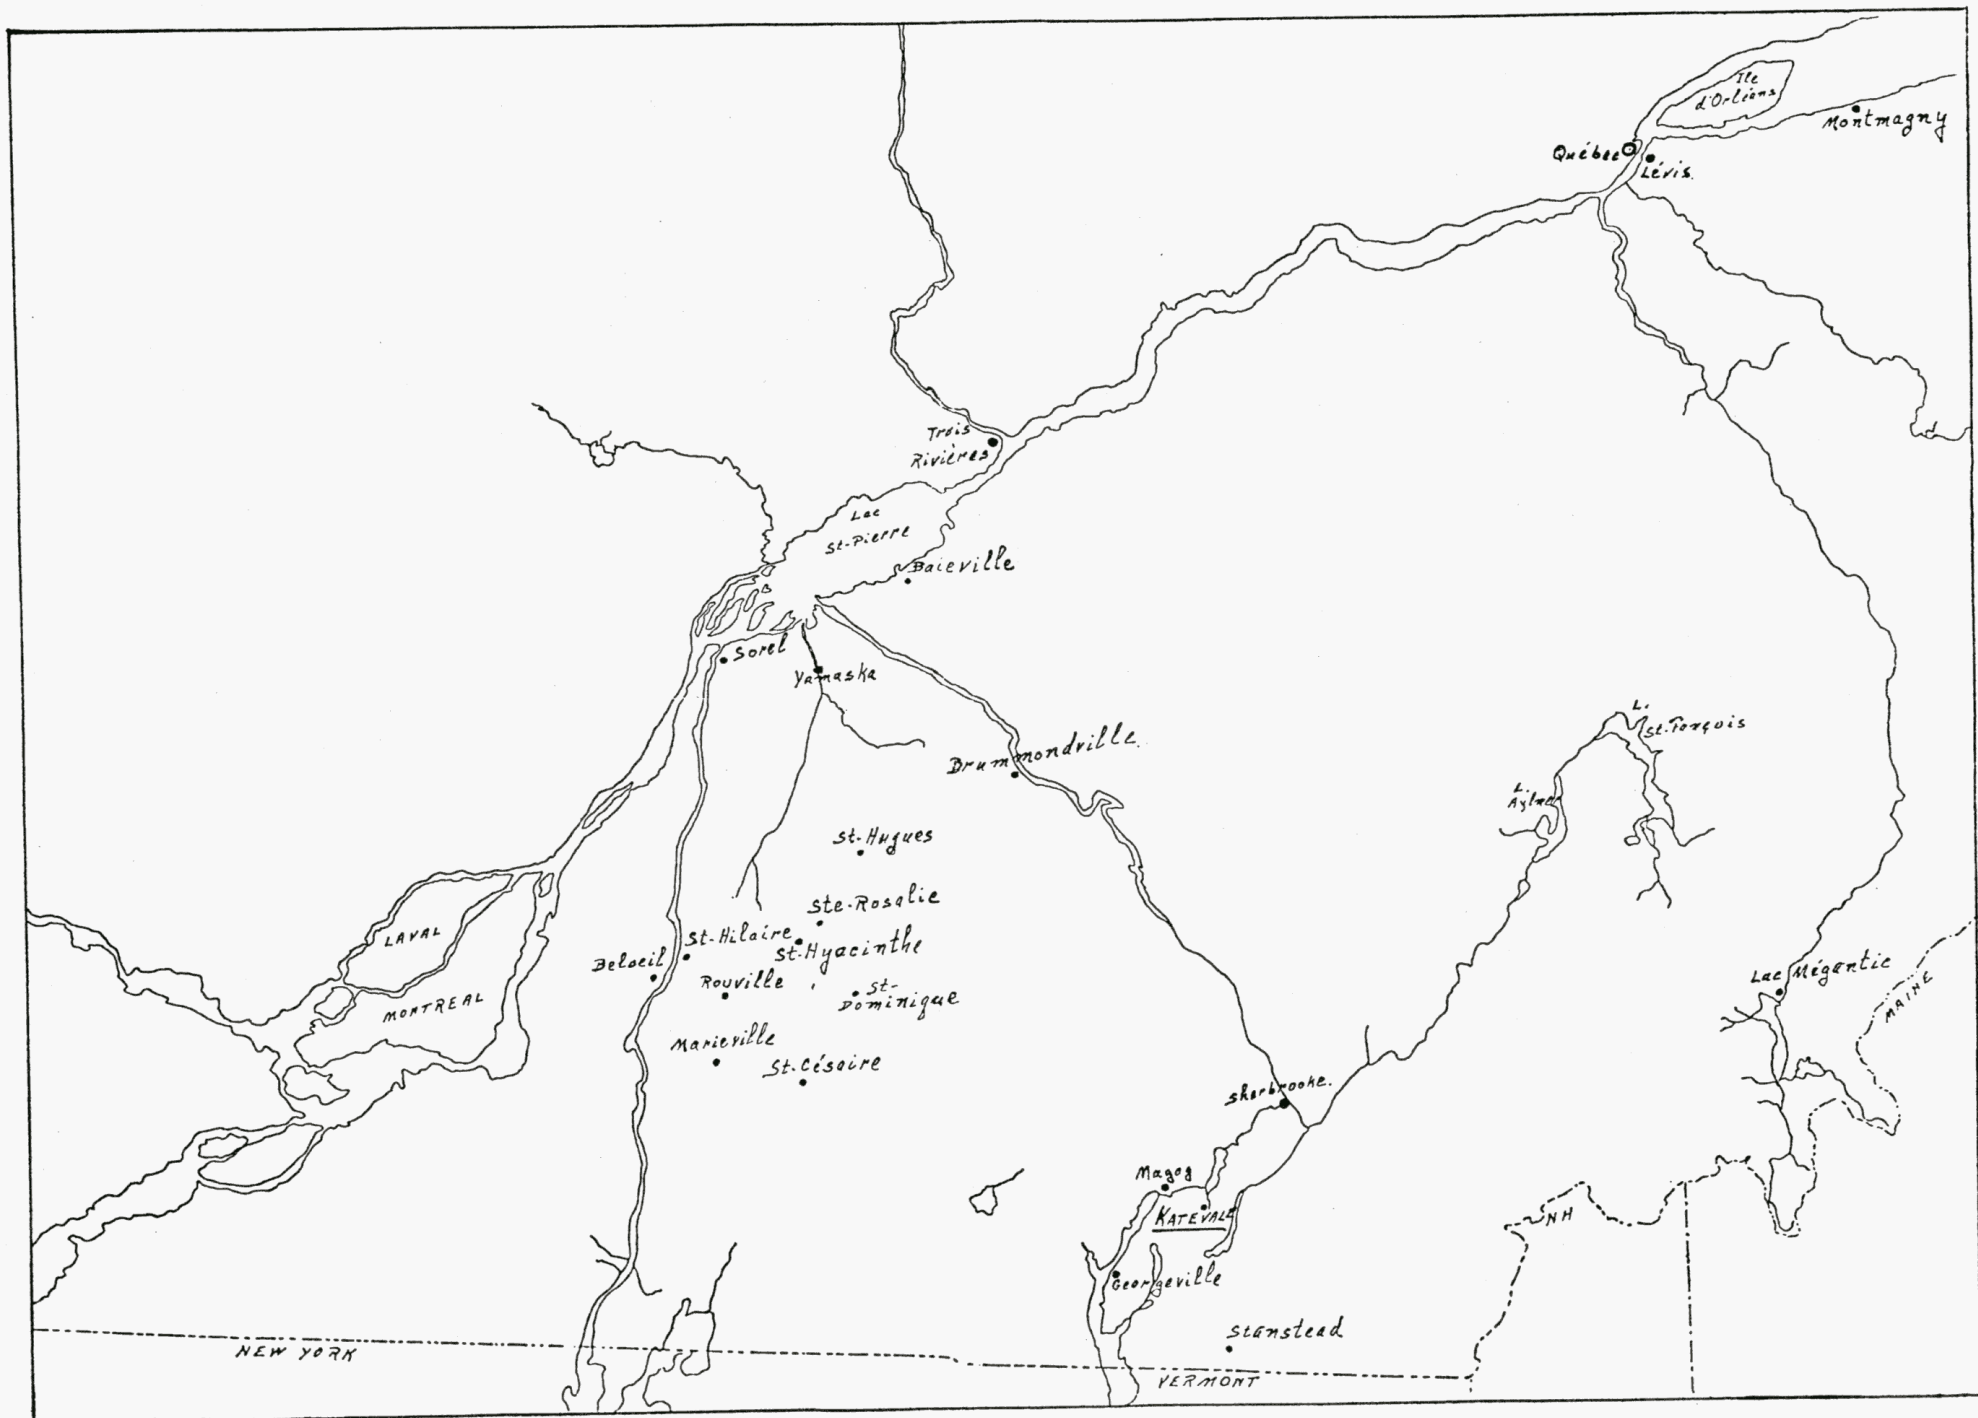 Ile
d'Orléans
Montmagny
Québec
Lévis.
Trois
Rivières
Lac
St-Pierre
Baieville
Sorel
Yamaska
L.
St-Fançois
Drummondville.
L.
Aylmer
St-Hugues
Ste-Rosalie
LAVAL
St-Hilaire
St-Hyacinthe
Beloeil
Lac Mégantic
Rouville
St-
Dominique
MONTREAL
MAINE
Marieville
St-Césaire
Sherbrooke.
Magog
KATEVALE
NH
Georgeville
Stanstead
NEW YORK
VERMONT